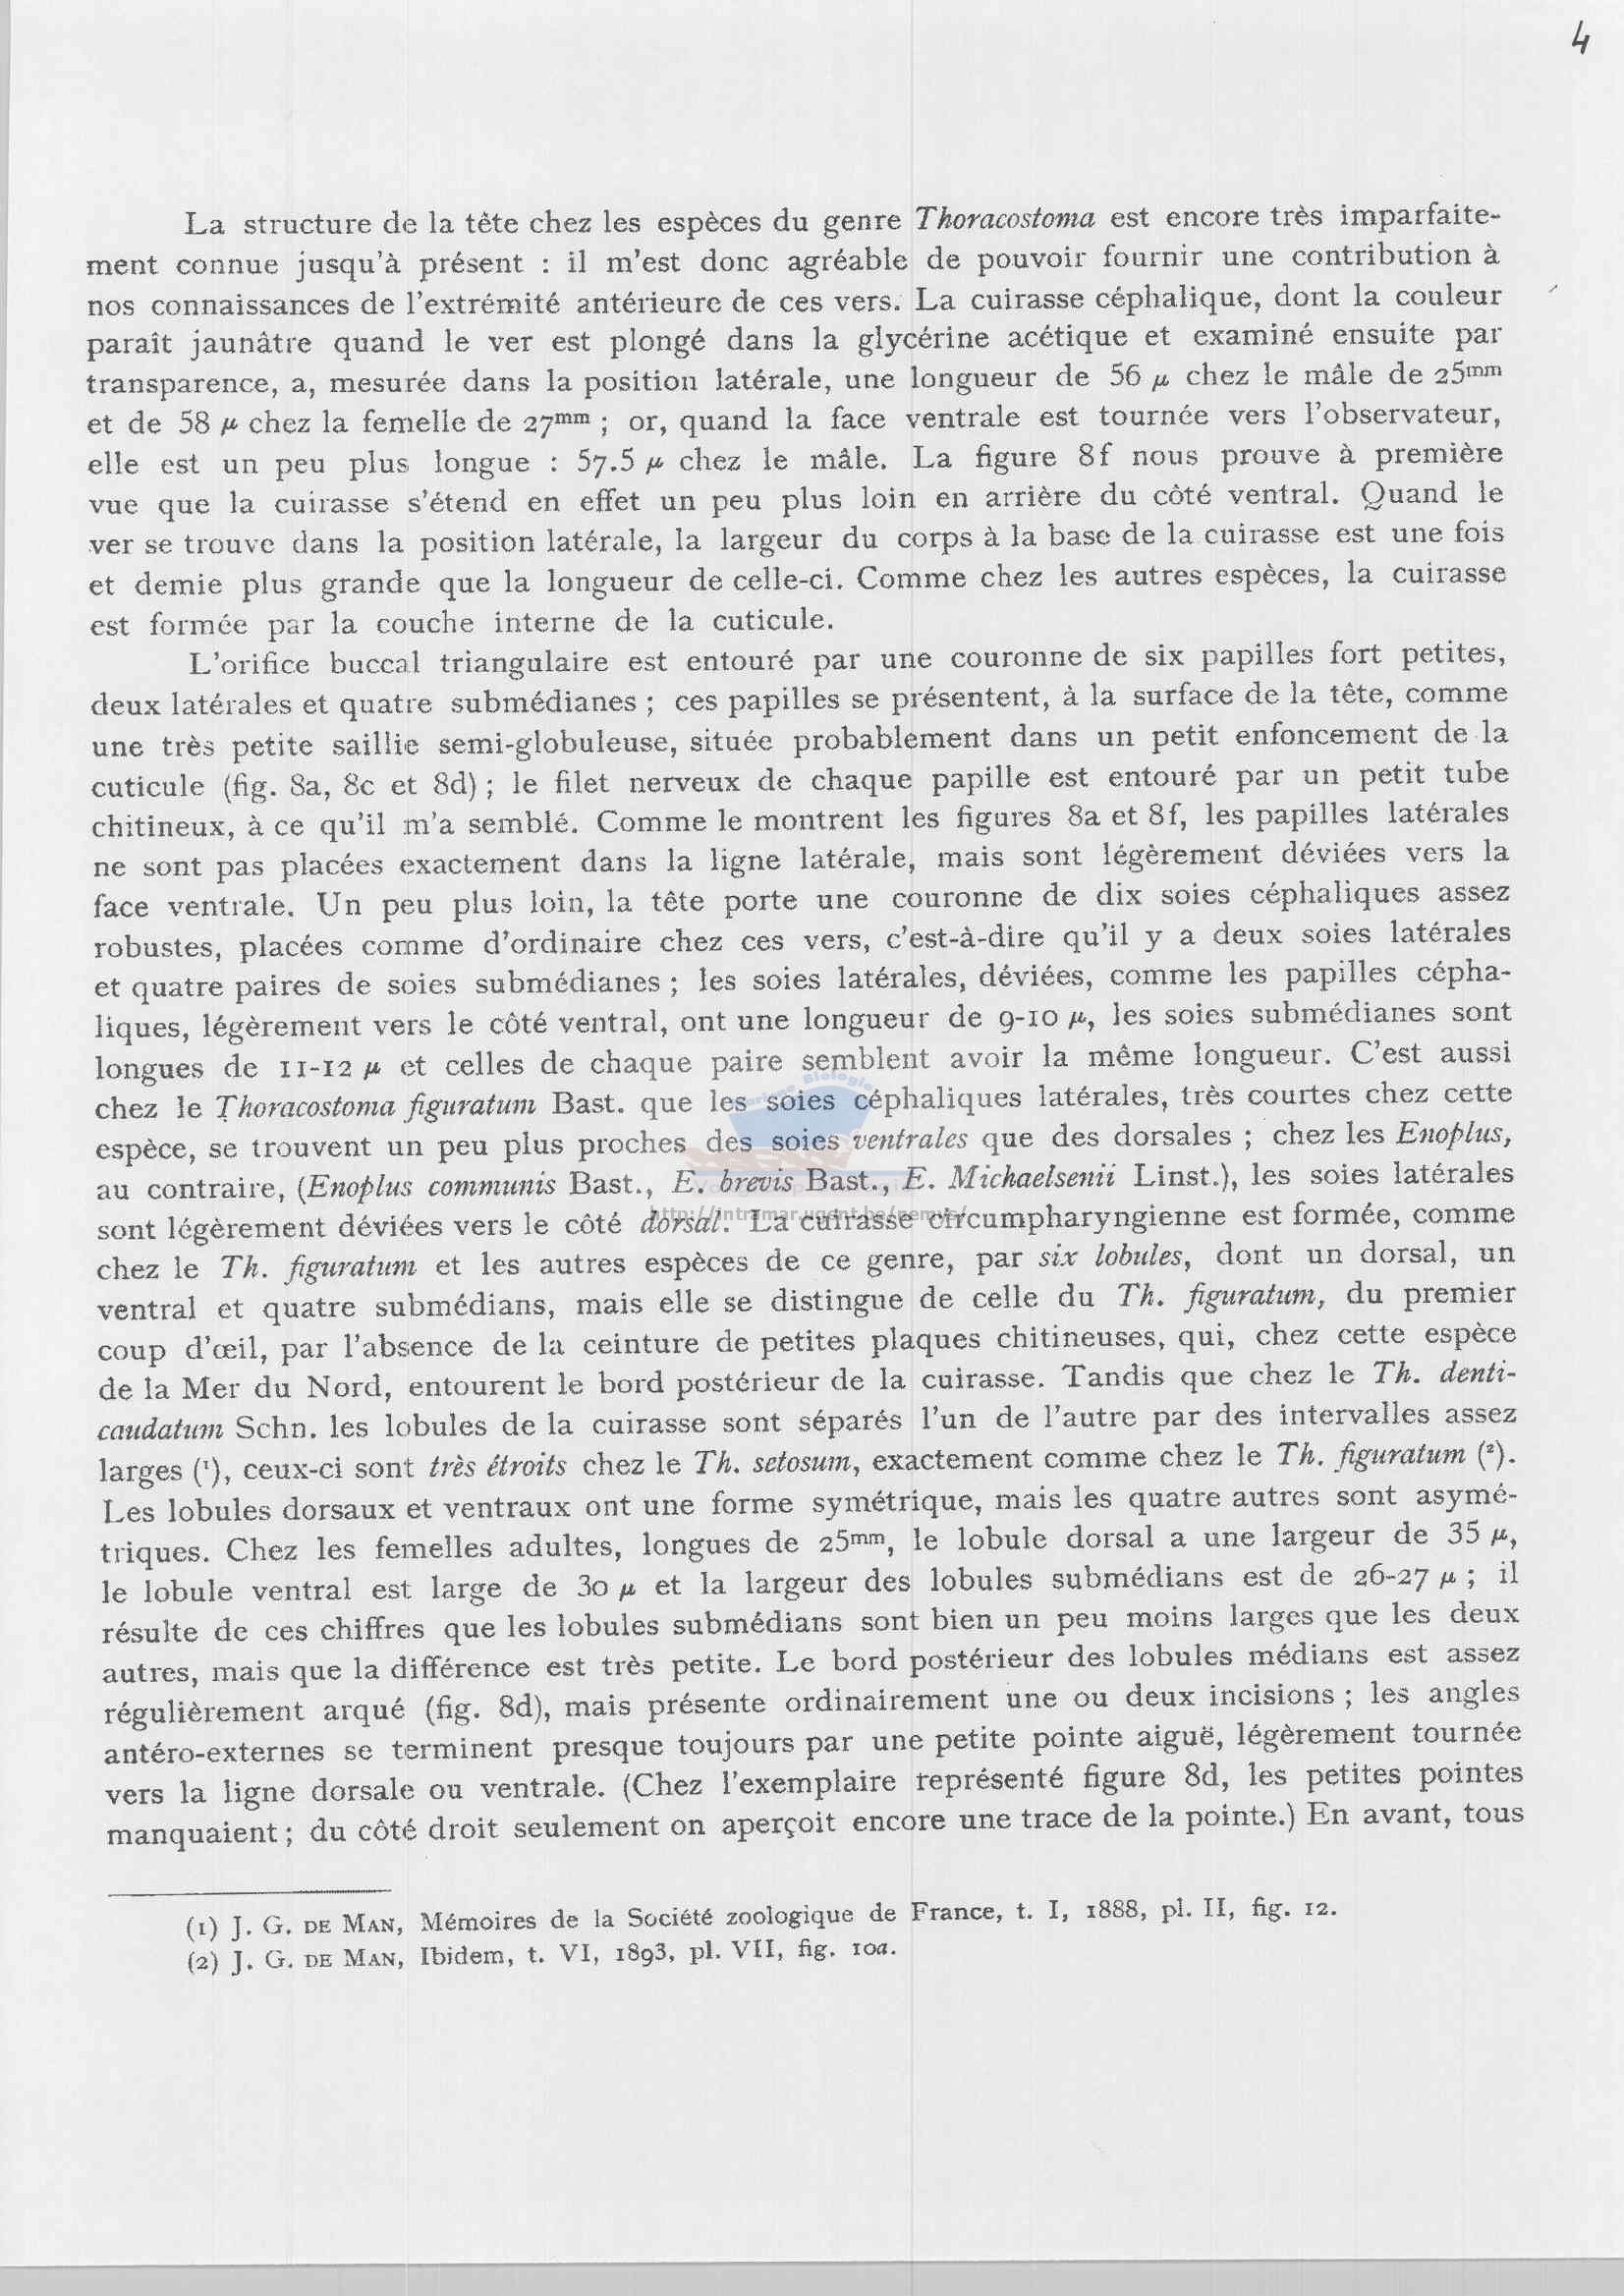 4
La structure de la tête chez les espèces du genre Thoracostoma est encore très imparfaite-
ment connue jusqu'à présent : il m'est donc agréable de pouvoir fournir une contribution à
nos connaissances de l'extrémité antérieure de ces vers. La cuirasse céphalique, dont la couleur
paraît jaunâtre quand le ver est plongé dans la glycérine acétique et examiné ensuite par
transparence, a, mesurée dans la position latérale, une longueur de 56 µ chez le mâle de 25mm
et de 58 µ chez la femelle de 27mm ; or, quand la face ventrale est tournée vers l'observateur,
elle est un peu plus longue : 57.5 µ chez le mâle. La figure 8f nous prouve à première
vue que la cuirasse s'étend en effet un peu plus loin en arrière du côté ventral. Quand le
ver se trouve dans la position latérale, la largeur du corps à la base de la cuirasse est une fois
et demie plus grande que la longueur de celle-ci. Comme chez les autres espèces, la cuirasse
est formée par la couche interne de la cuticule.
L'orifice buccal triangulaire est entouré par une couronne de six papilles fort petites,
deux latérales et quatre submédianes ; ces papilles se présentent, à la surface de la tête, comme
une très petite saillie semi-globuleuse, située probablement dans un petit enfoncement de la
cuticule (fig. 8a, 8c et 8d) ; le filet nerveux de chaque papille est entouré par un petit tube
chitineux, à ce qu'il m'a semblé. Comme le montrent les figures 8a et 8f, les papilles latérales
ne sont pas placées exactement dans la ligne latérale, mais sont légèrement déviées vers la
face ventrale. Un peu plus loin, la tête porte une couronne de dix soies céphaliques assez
robustes, placées comme d'ordinaire chez ces vers, c'est-à-dire qu'il y a deux soies latérales
et quatre paires de soies submédianes ; les soies latérales, déviées, comme les papilles cépha-
liques, légèrement vers le côté ventral, ont une longueur de 9-10 µ, les soies submédianes sont
longues de 11-12 µ et celles de chaque paire semblent avoir la même longueur. C'est aussi
chez le Thoracostoma figuratum Bast. que les soies céphaliques latérales, très courtes chez cette
espèce, se trouvent un peu plus proches des soies ventrales que des dorsales ; chez les Enoplus,
au contraire, (Enoplus communis Bast., E. brevis Bast., E. Michaelsenii Linst.), les soies latérales
sont légèrement déviées vers le côté dorsal. La cuirasse circumpharyngienne est formée, comme
http://intramar.ugent.be/nemys/
chez le Th. figuratum et les autres espèces de ce genre, par six lobules, dont un dorsal, un
ventral et quatre submédians, mais elle se distingue de celle du Th. figuratum, du premier
coup d'œil, par l'absence de la ceinture de petites plaques chitineuses, qui, chez cette espèce
de la Mer du Nord, entourent le bord postérieur de la cuirasse. Tandis que chez le Th. denti-
caudatum Schn. les lobules de la cuirasse sont séparés l'un de l'autre par des intervalles assez
larges (¹), ceux-ci sont très étroits chez le Th. setosum, exactement comme chez le Th. figuratum (²).
Les lobules dorsaux et ventraux ont une forme symétrique, mais les quatre autres sont asymé-
triques. Chez les femelles adultes, longues de 25mm, le lobule dorsal a une largeur de 35 µ,
le lobule ventral est large de 30 µ et la largeur des lobules submédians est de 26-27 µ ; il
résulte de ces chiffres que les lobules submédians sont bien un peu moins larges que les deux
autres, mais que la différence est très petite. Le bord postérieur des lobules médians est assez
régulièrement arqué (fig. 8d), mais présente ordinairement une ou deux incisions ; les angles
antéro-externes se terminent presque toujours par une petite pointe aiguë, légèrement tournée
vers la ligne dorsale ou ventrale. (Chez l'exemplaire représenté figure 8d, les petites pointes
manquaient ; du côté droit seulement on aperçoit encore une trace de la pointe.) En avant, tous
(1) J. G. DE MAN, Mémoires de la Société zoologique de France, t. I, 1888, pl. II, fig. 12.
(2) J. G. DE MAN, Ibidem, t. VI, 1893, pl. VII, fig. 10a.